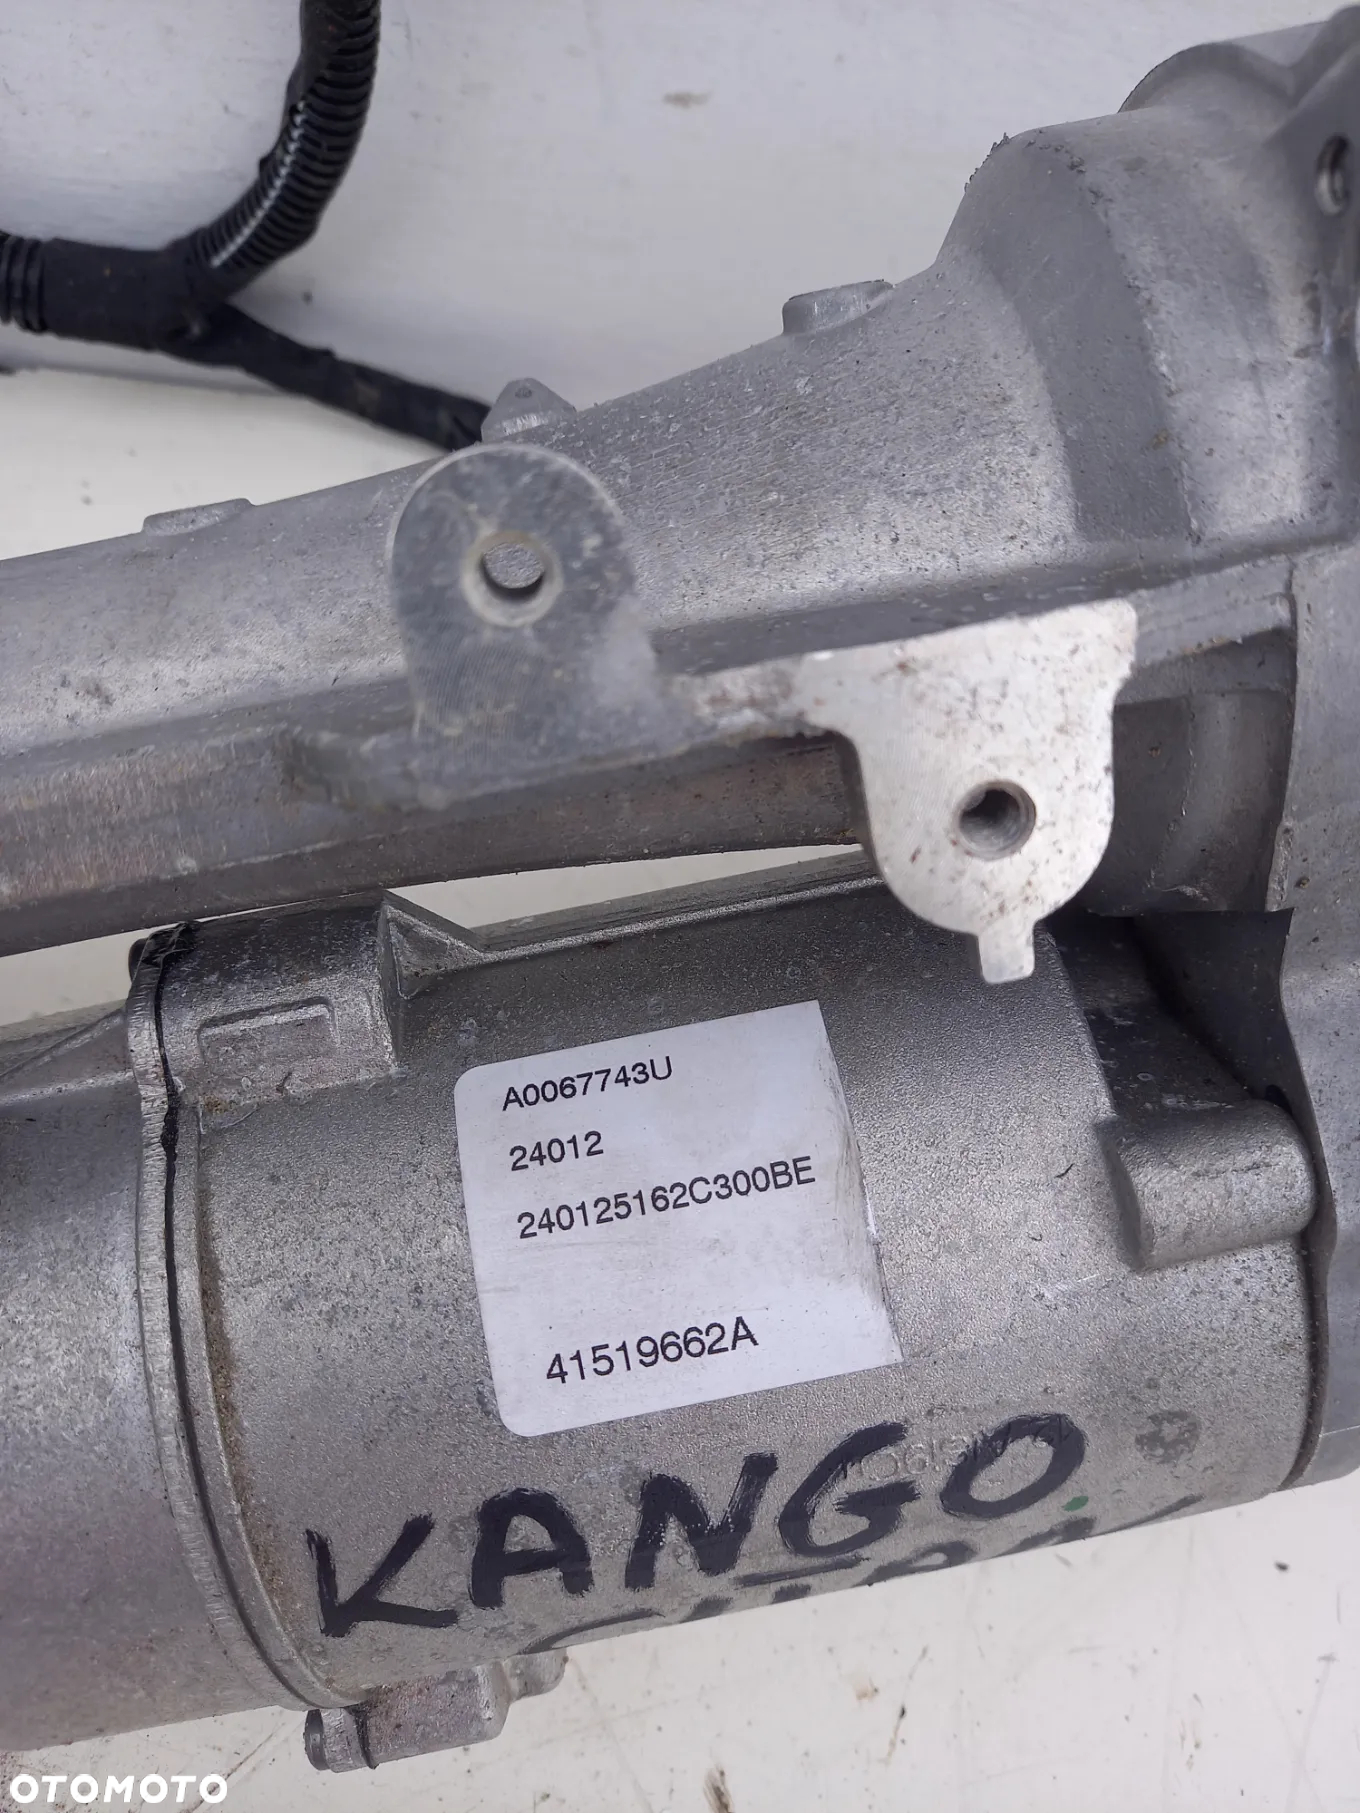 A0067743U
24012
240125162C300BE
41519662A
KANGO
OTOMOTO